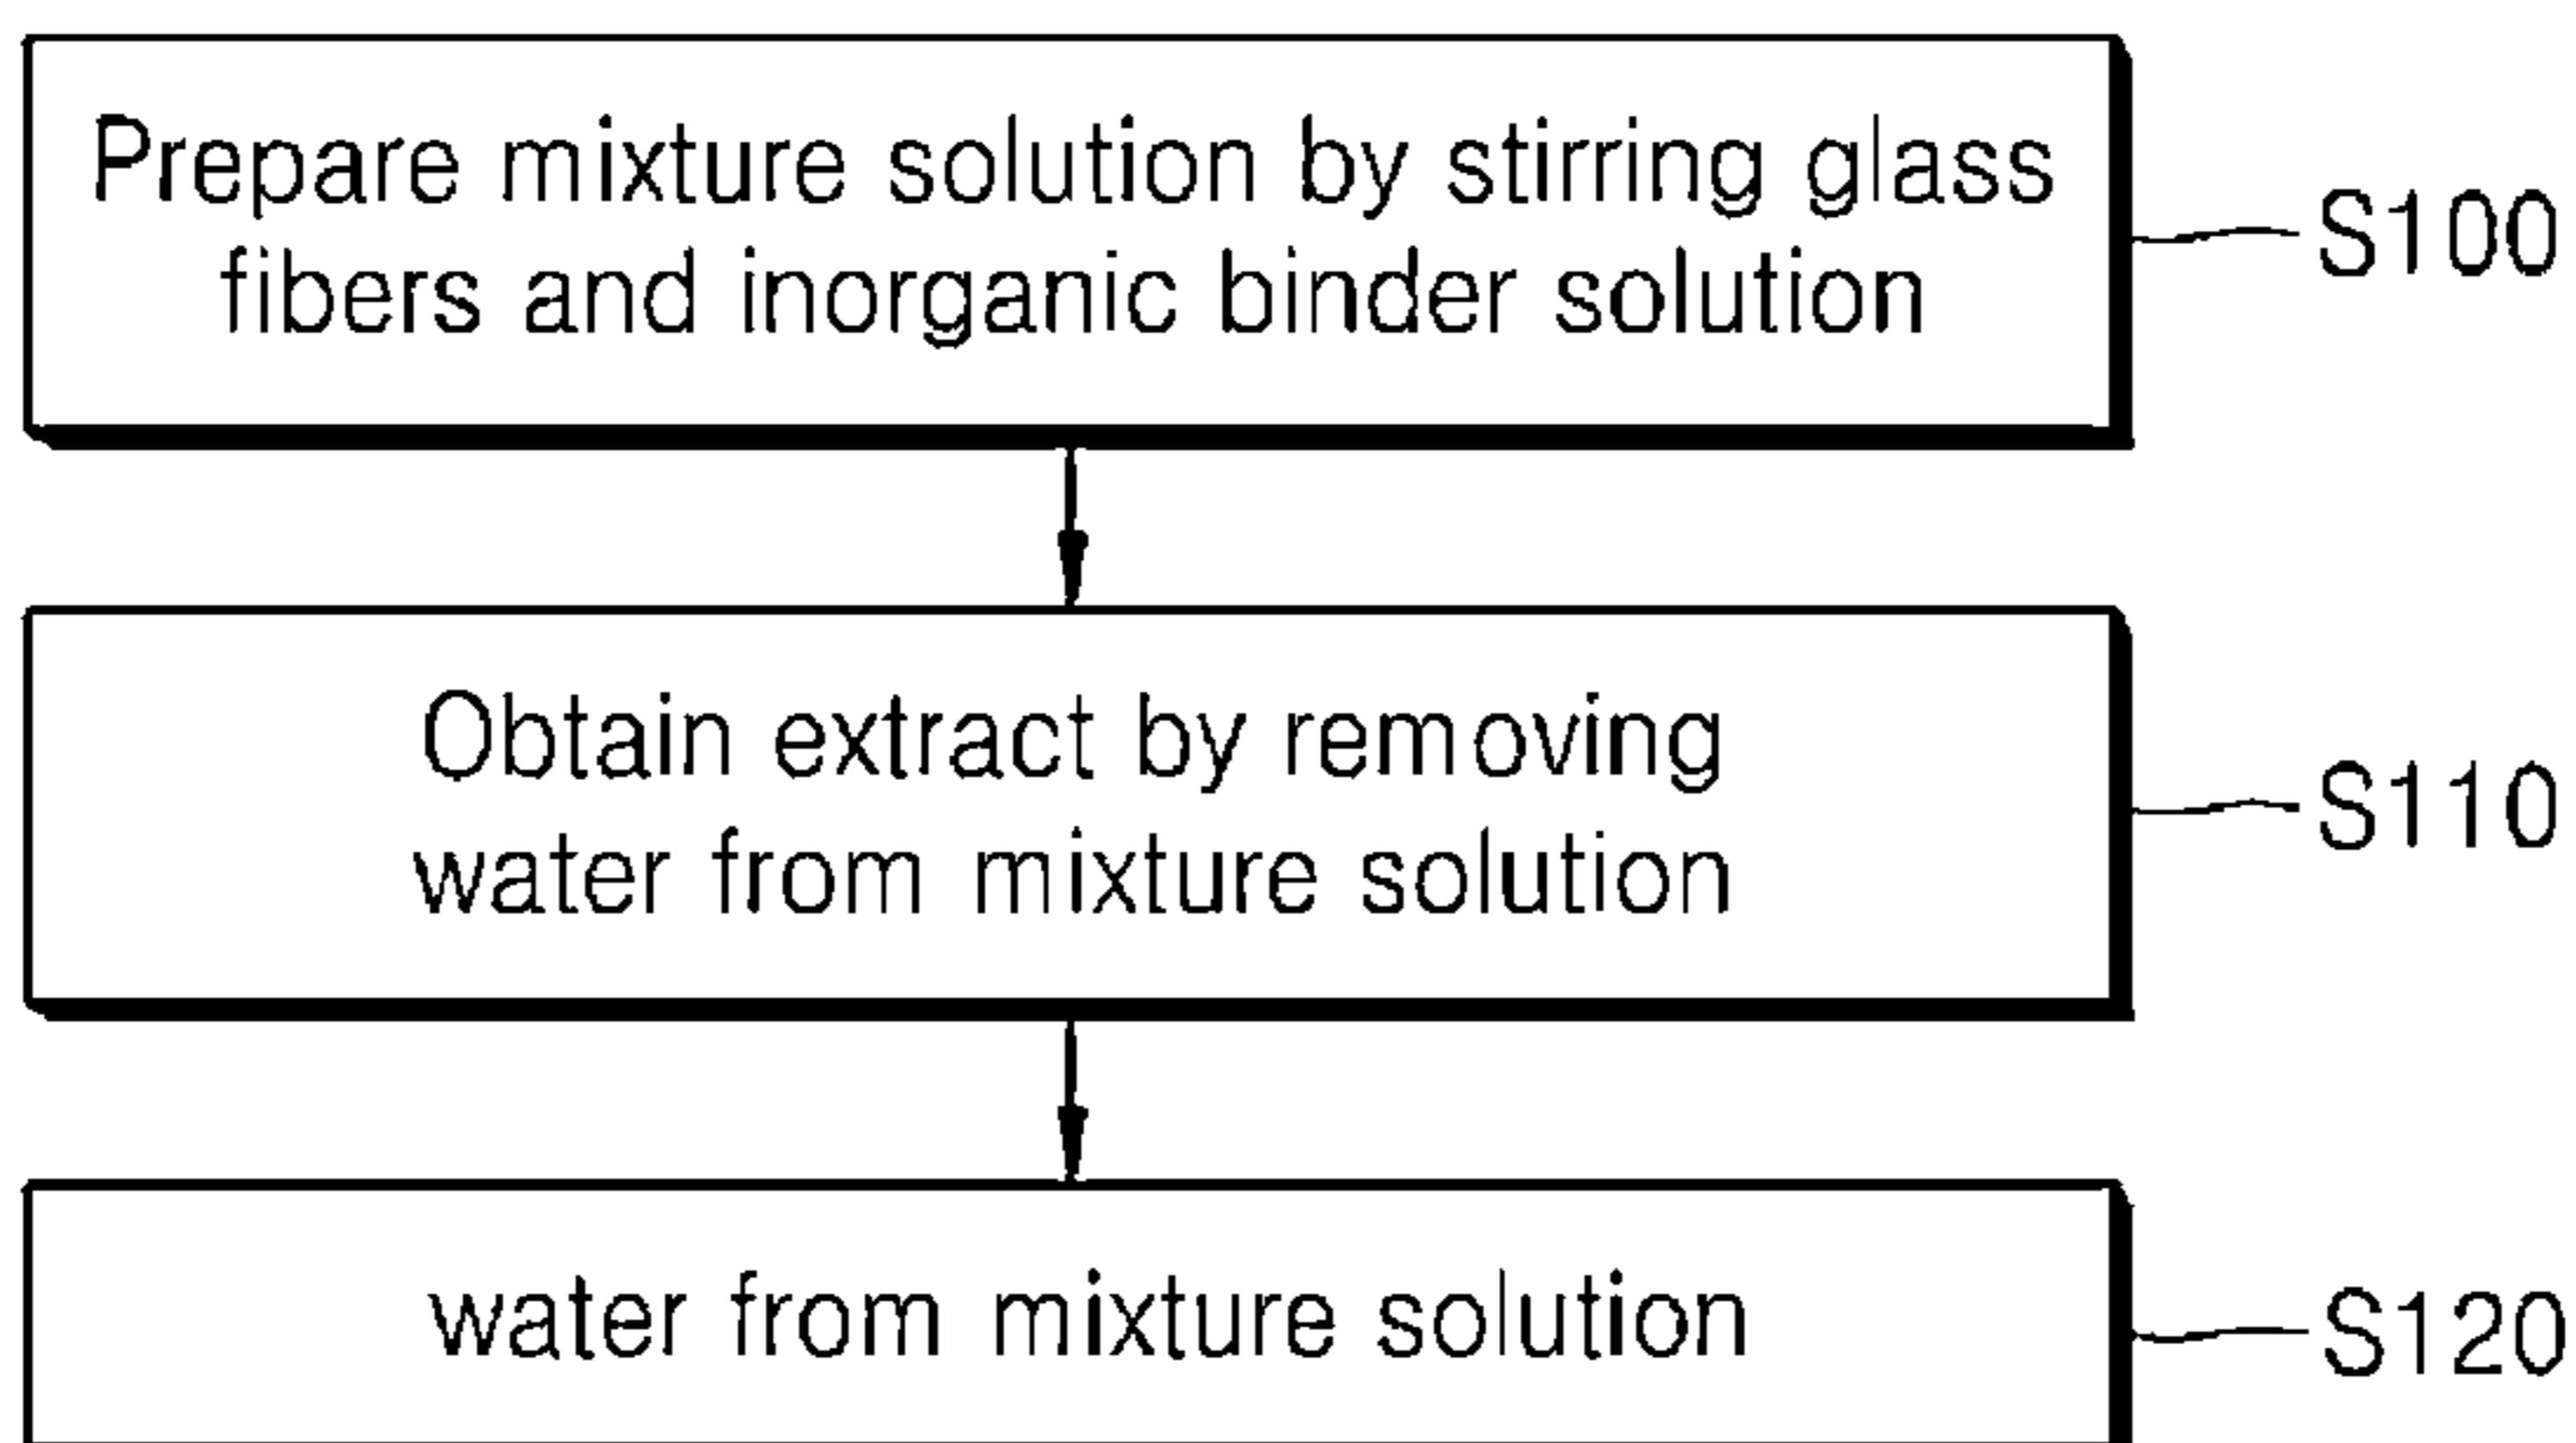 Prepare mixture solution by stirring glass
fibers and inorganic binder solution
S100
Obtain extract by removing
water from mixture solution
S110
water from mixture solution
S120